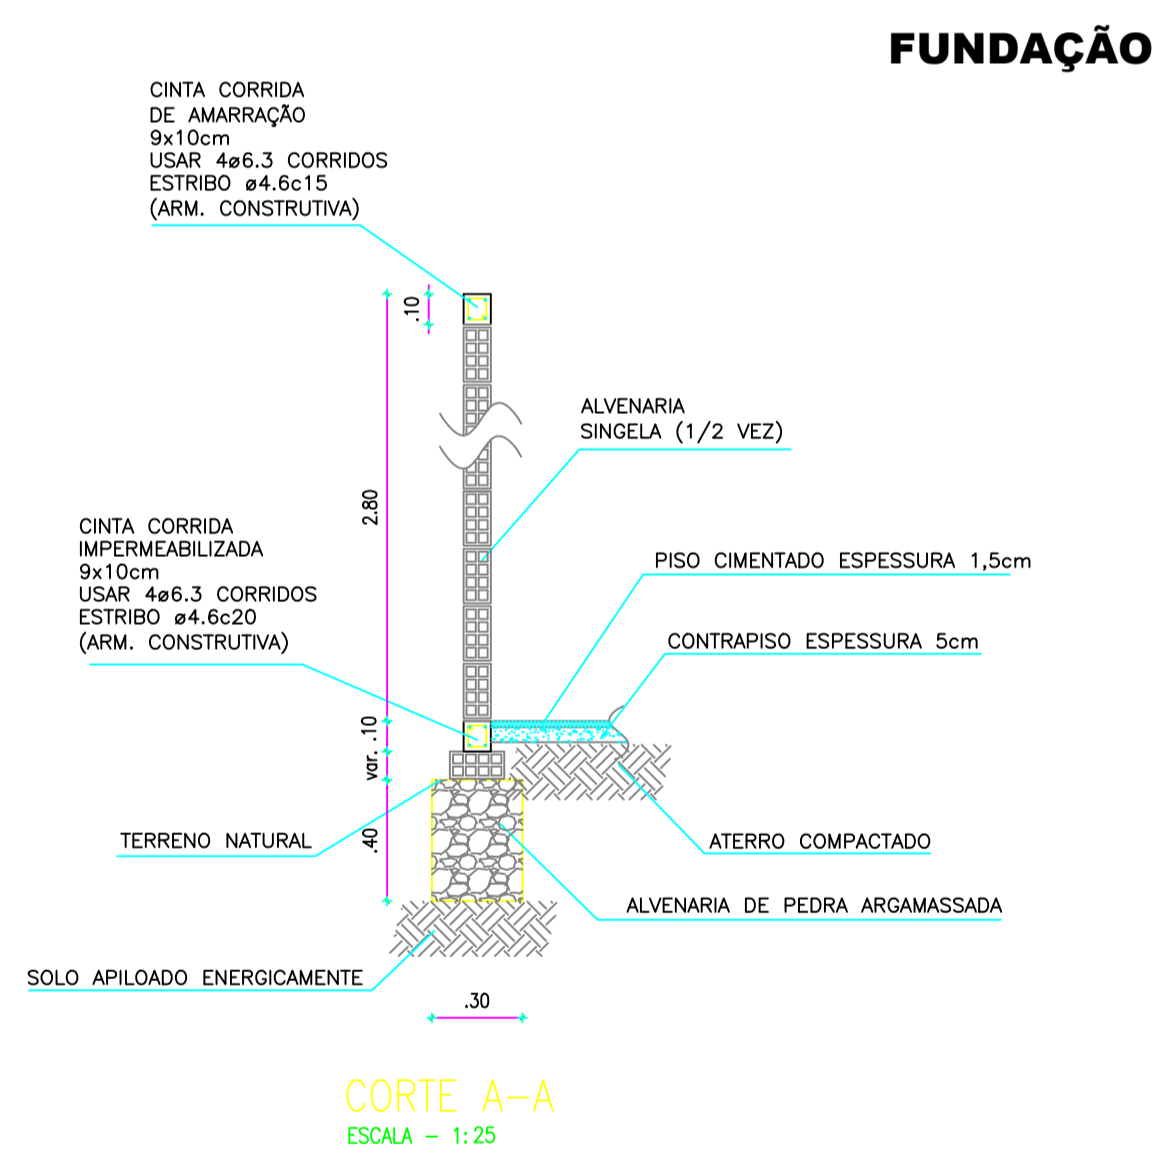 FUNDAÇÃO
CINTA CORRIDA
DE AMARRAÇÃO
9x10cm
USAR 4ø6.3 CORRIDOS
ESTRIBO ø4.6c15
(ARM. CONSTRUTIVA)
.10
ALVENARIA
SINGELA (1/2 VEZ)
2.80
CINTA CORRIDA
IMPERMEABILIZADA
9x10cm
USAR 4ø6.3 CORRIDOS
ESTRIBO ø4.6c20
(ARM. CONSTRUTIVA)
PISO CIMENTADO ESPESSURA 1,5cm
CONTRAPISO ESPESSURA 5cm
.10
var.
.40
TERRENO NATURAL
ATERRO COMPACTADO
ALVENARIA DE PEDRA ARGAMASSADA
SOLO APILOADO ENERGICAMENTE
.30
CORTE A-A
ESCALA - 1:25